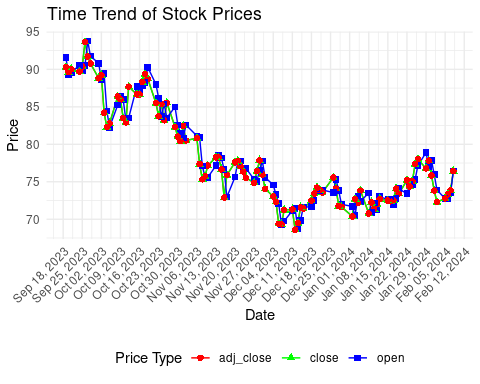 Time Trend of Stock Prices
95
90
85
80
75
70
Price
Sep 18, 2023
Sep 25, 2023
Oct 02, 2023
Oct 09, 2023
Oct 16, 2023
Oct 23, 2023
Oct 30, 2023
Nov 06, 2023
Nov 13, 2023
Nov 20, 2023
Nov 27, 2023
Dec 04, 2023
Dec 11, 2023
Dec 18, 2023
Dec 25, 2023
Jan 01, 2024
Jan 08, 2024
Jan 15, 2024
Jan 22, 2024
Jan 29, 2024
Feb 05, 2024
Feb 12, 2024
Date
Price Type adj_close close open